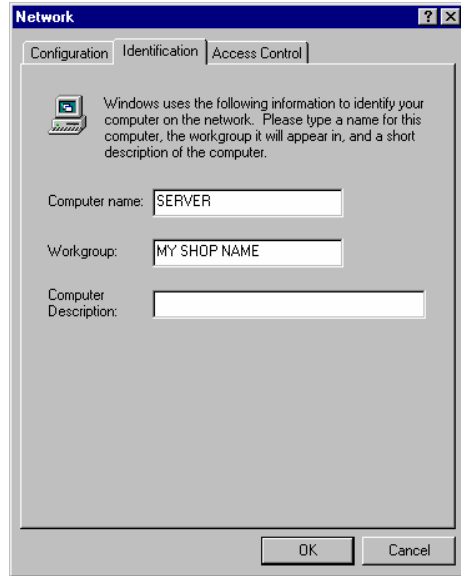 Network
? X
Configuration Identification Access Control
Windows uses the following information to identify your
computer on the network. Please type a name for this
computer, the workgroup it will appear in, and a short
description of the computer.
Computer name: SERVER
Workgroup: MY SHOP NAME
Computer
Description:
OK Cancel